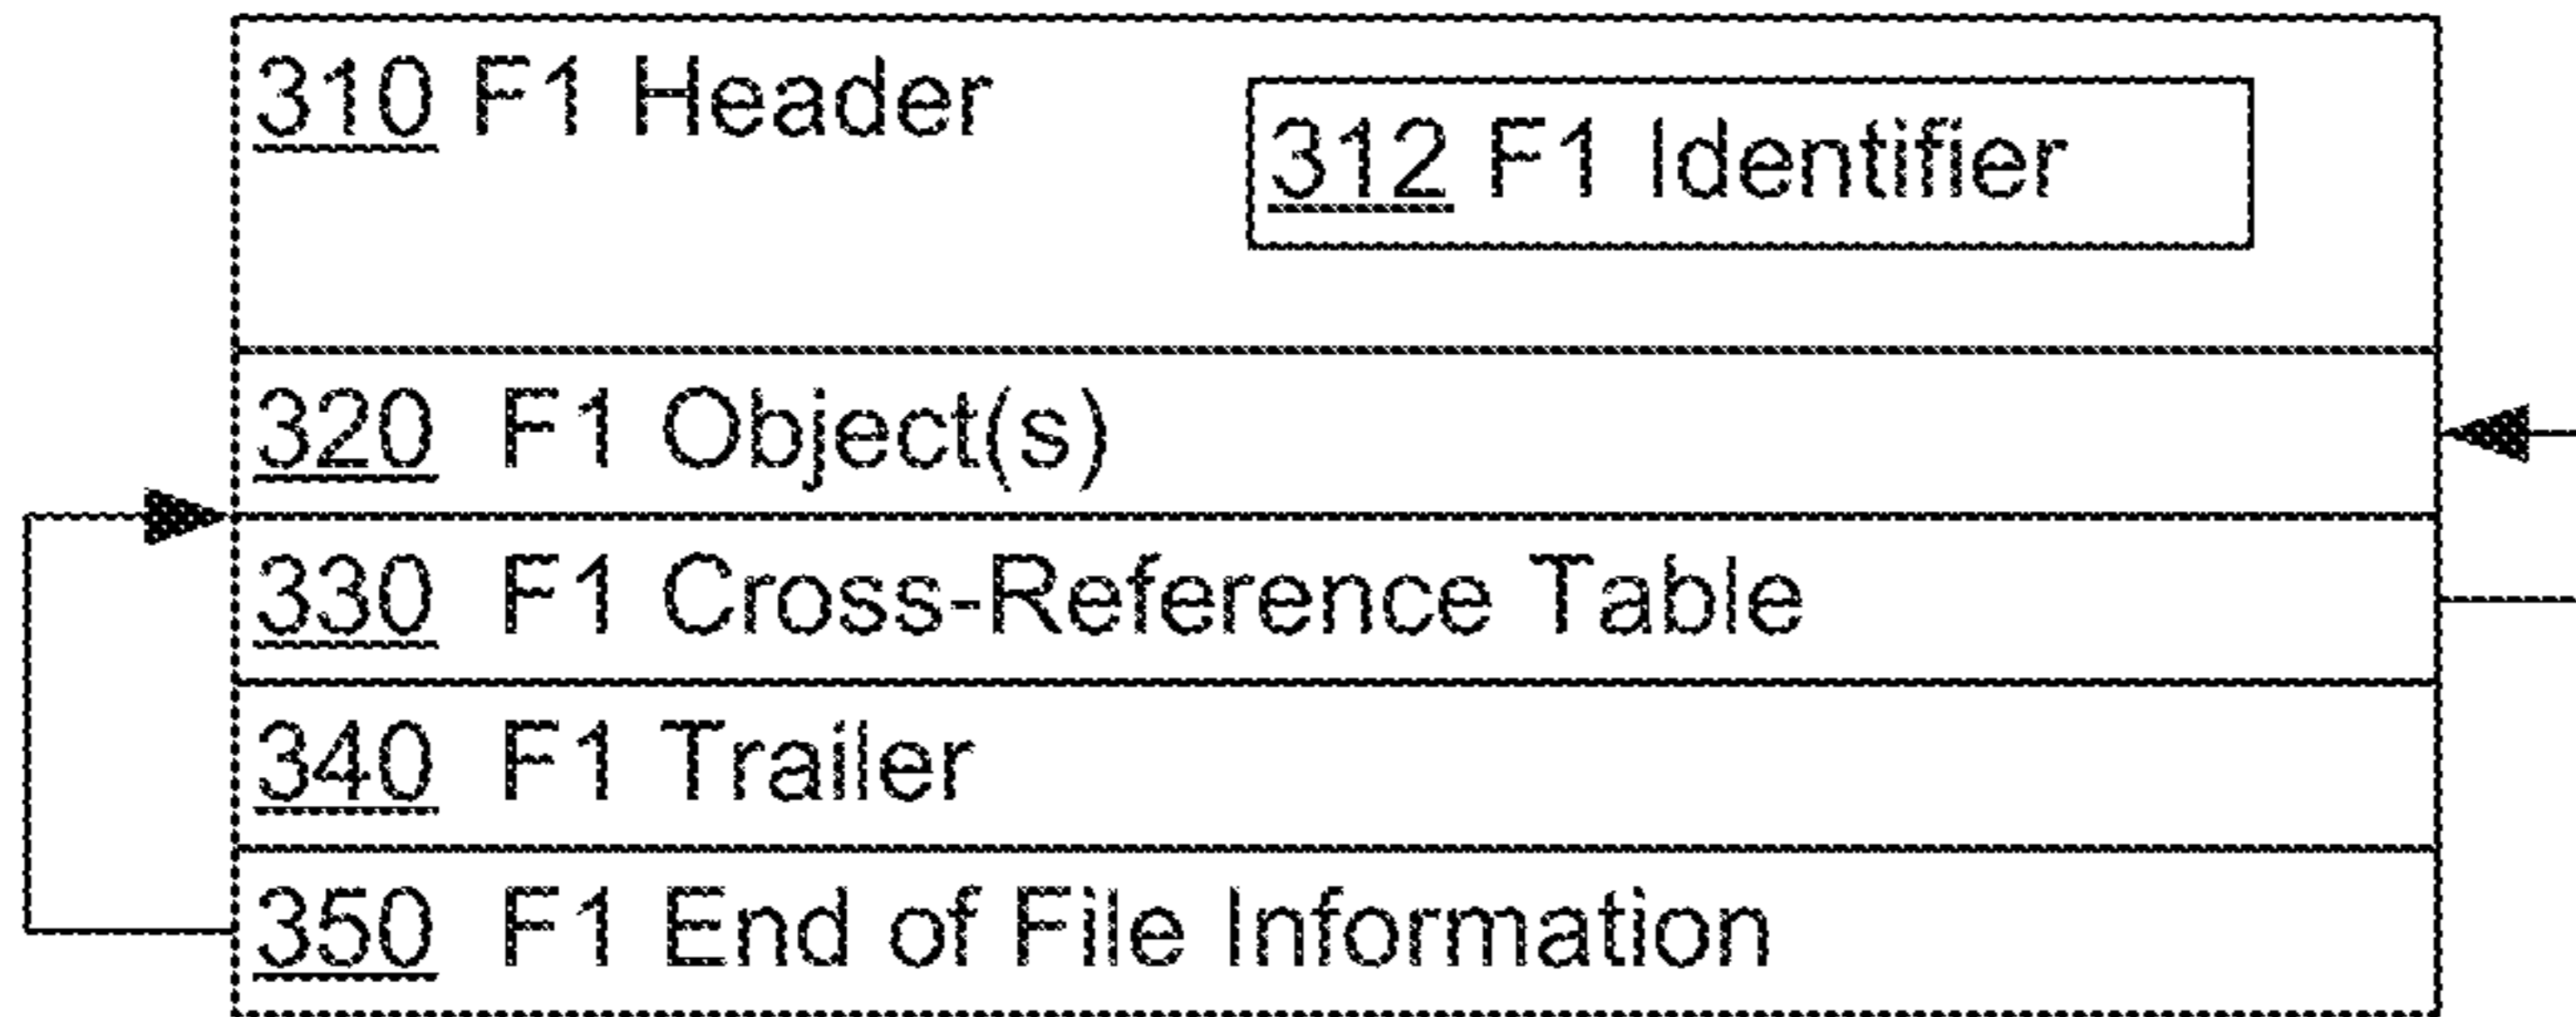 310 F1 Header
312 F1 Identifier
320 F1 Object(s)
330 F1 Cross-Reference Table
340 F1 Trailer
350 F1 End of File Information